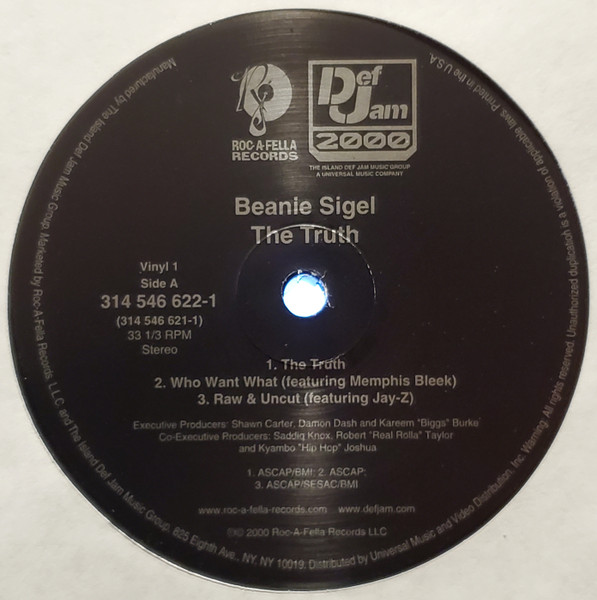 ROC-A-FELLA
RECORDS
Def
Jam
2000
THE ISLAND DEF JAM MUSIC GROUP
A UNIVERSAL MUSIC COMPANY
Beanie Sigel
The Truth
Vinyl 1
Side A
314 546 622-1
(314 546 621-1)
33 1/3 RPM
Stereo
1. The Truth
2. Who Want What (featuring Memphis Bleek)
3. Raw & Uncut (featuring Jay-Z)
Executive Producers: Shawn Carter, Damon Dash and Kareem "Biggs" Burke
Co-Executive Producers: Saddiq Knox, Robert "Real Rolla" Taylor
and Kyambo "Hip Hop" Joshua
1. ASCAP/BMI: 2. ASCAP;
3. ASCAP/SESAC/BMI
www.roc-a-fella-records.com www.defjam.com
℗© 2000 Roc-A-Fella Records LLC
Manufactured by The Island Def Jam Music Group. Marketed by Roc-A-Fella Records, LLC and The Island Def Jam Music Group, 825 Eighth Ave., NY, NY 10019. Distributed by Universal Music and Video Distribution, Inc. Warning: All rights reserved. Unauthorized duplication is a violation of applicable laws. Printed in the U.S.A.